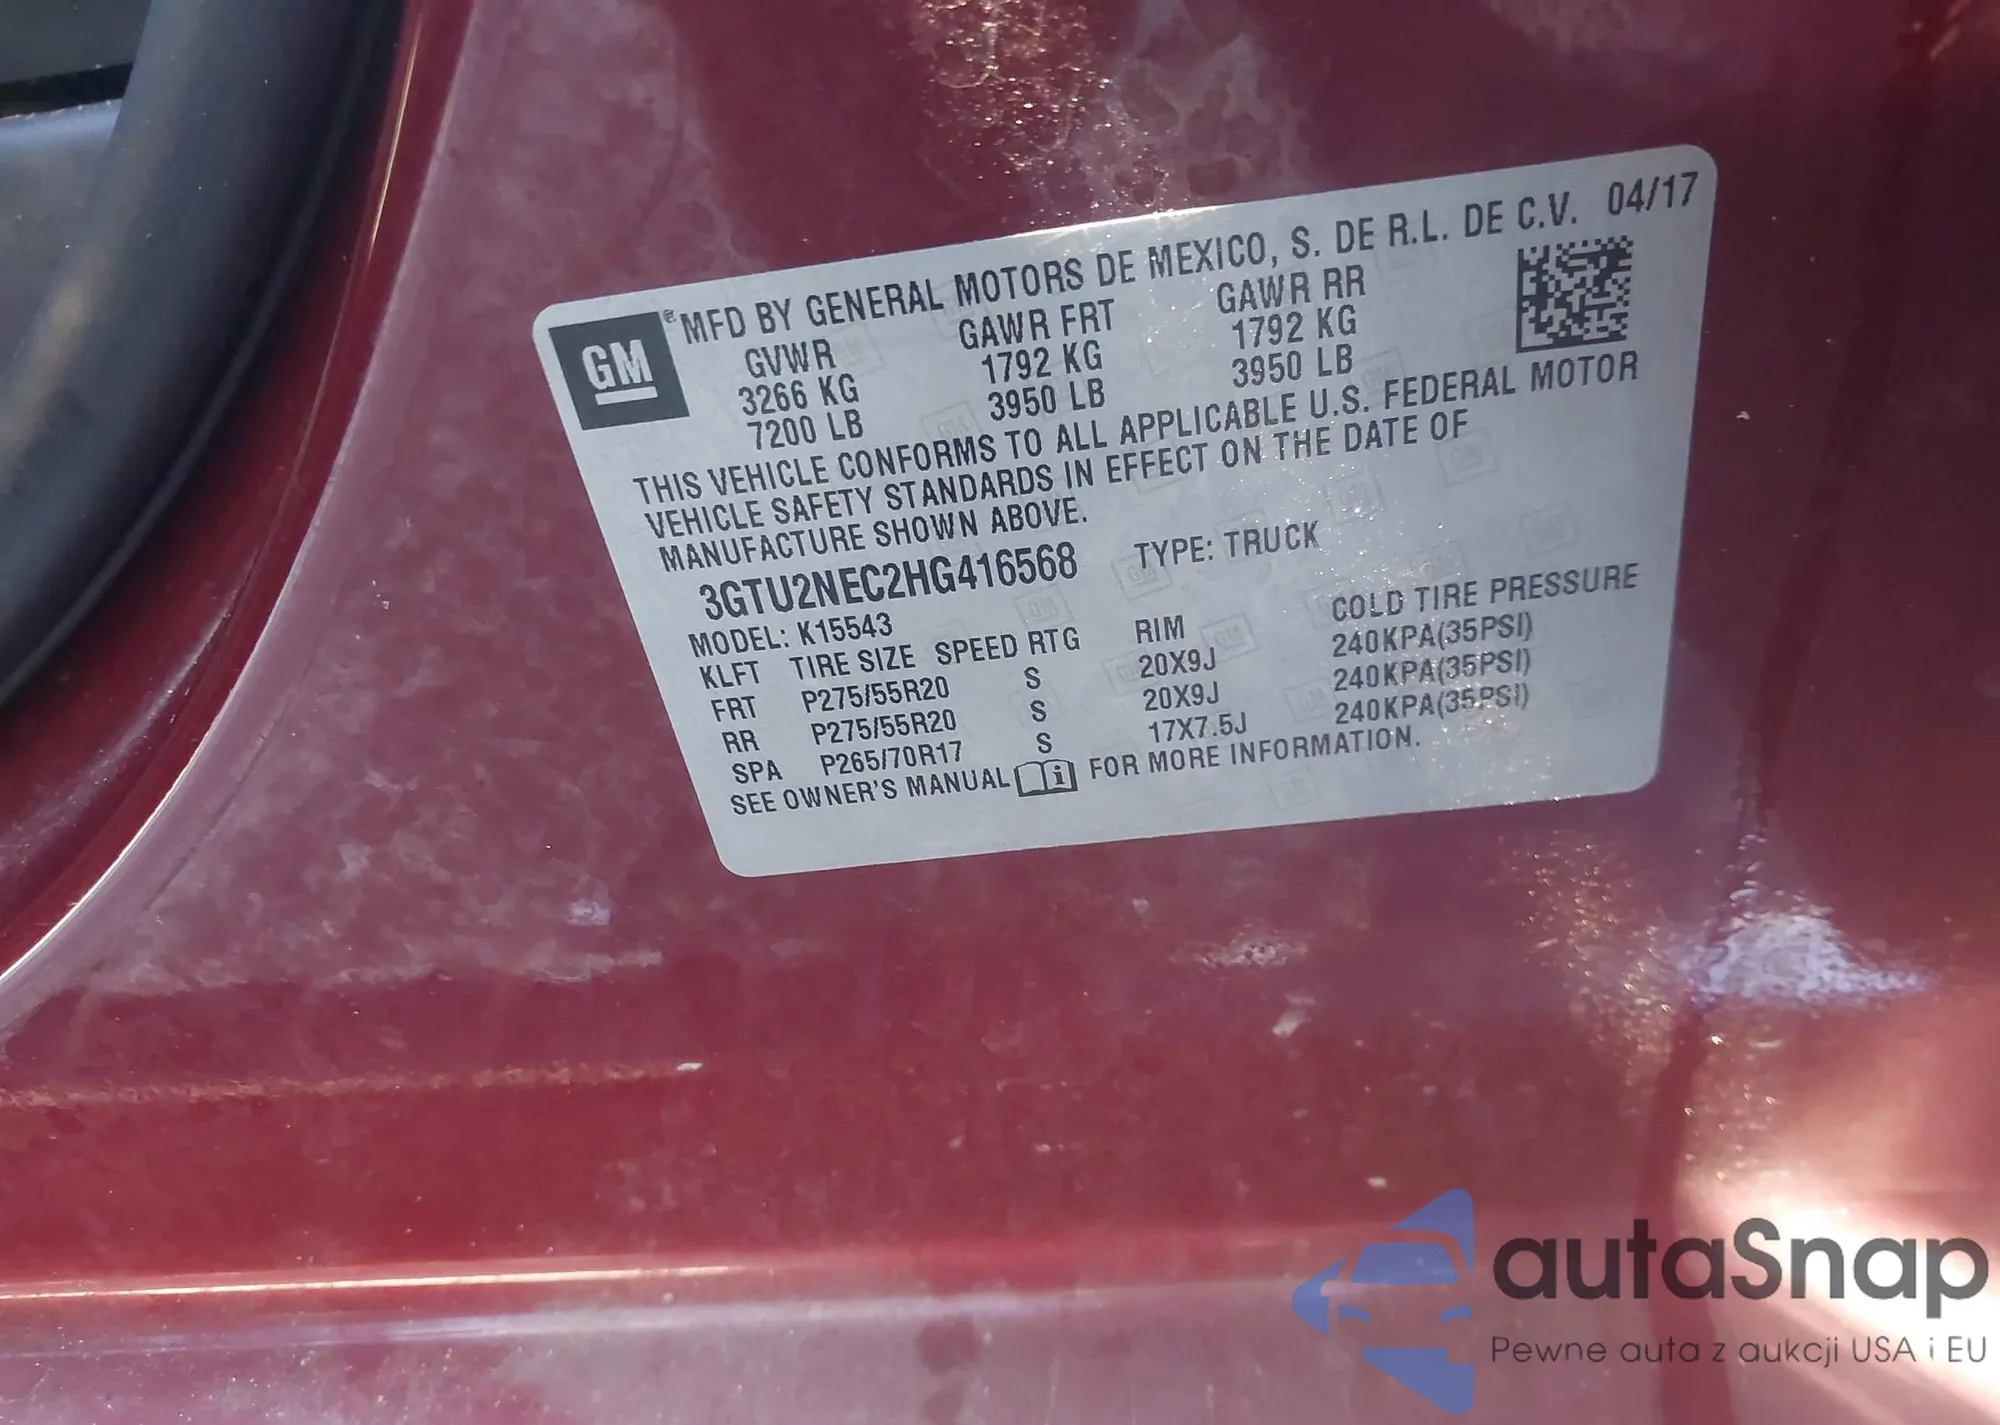 GM
® MFD BY GENERAL MOTORS DE MEXICO, S. DE R.L. DE C.V. 04/17
GVWR GAWR FRT GAWR RR
3266 KG 1792 KG 1792 KG
7200 LB 3950 LB 3950 LB
THIS VEHICLE CONFORMS TO ALL APPLICABLE U.S. FEDERAL MOTOR
VEHICLE SAFETY STANDARDS IN EFFECT ON THE DATE OF
MANUFACTURE SHOWN ABOVE.
3GTU2NEC2HG416568 TYPE: TRUCK
MODEL: K15543
KLFT TIRE SIZE SPEED RTG RIM COLD TIRE PRESSURE
FRT P275/55R20 S 20X9J 240KPA(35PSI)
RR P275/55R20 S 20X9J 240KPA(35PSI)
SPA P265/70R17 S 17X7.5J 240KPA(35PSI)
SEE OWNER'S MANUAL i FOR MORE INFORMATION.
autaSnap
Pewne auta z aukcji USA i EU